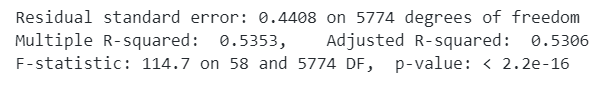 Residual standard error: 0.4408 on 5774 degrees of freedom
Multiple R-squared:  0.5353,    Adjusted R-squared:  0.5306
F-statistic: 114.7 on 58 and 5774 DF,  p-value: < 2.2e-16